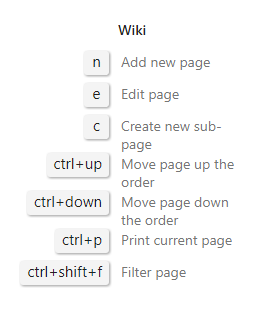 Wiki
n Add new page
e Edit page
c Create new sub-
page
ctrl+up Move page up the
order
ctrl+down Move page down
the order
ctrl+p Print current page
ctrl+shift+f Filter page